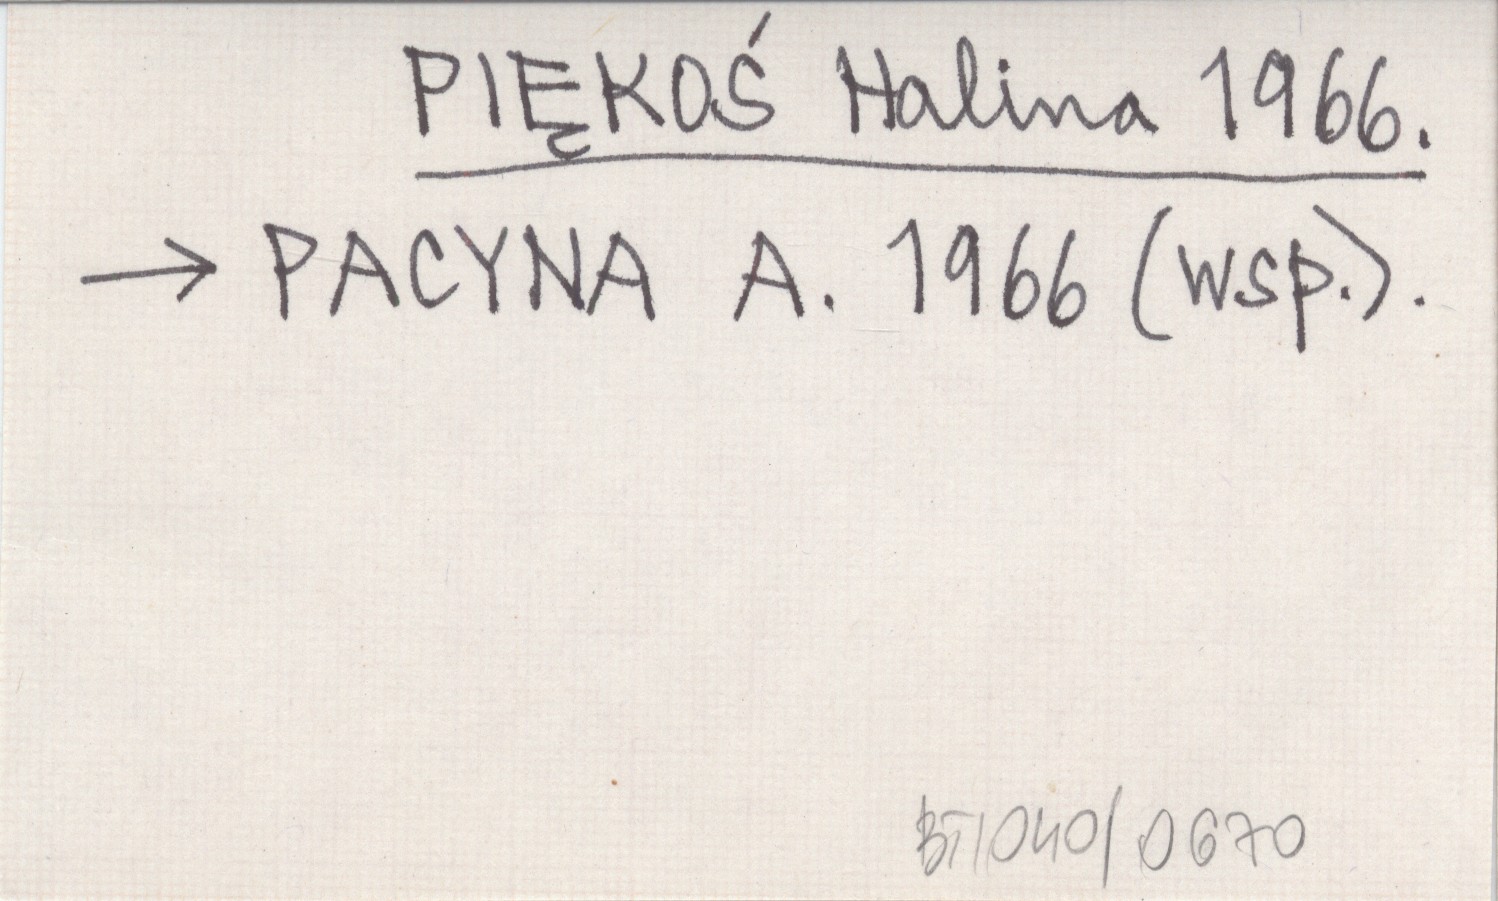 PIĘKOŚ Halina 1966.
→ PACYNA A. 1966 (wsp.).
BT/040/0670